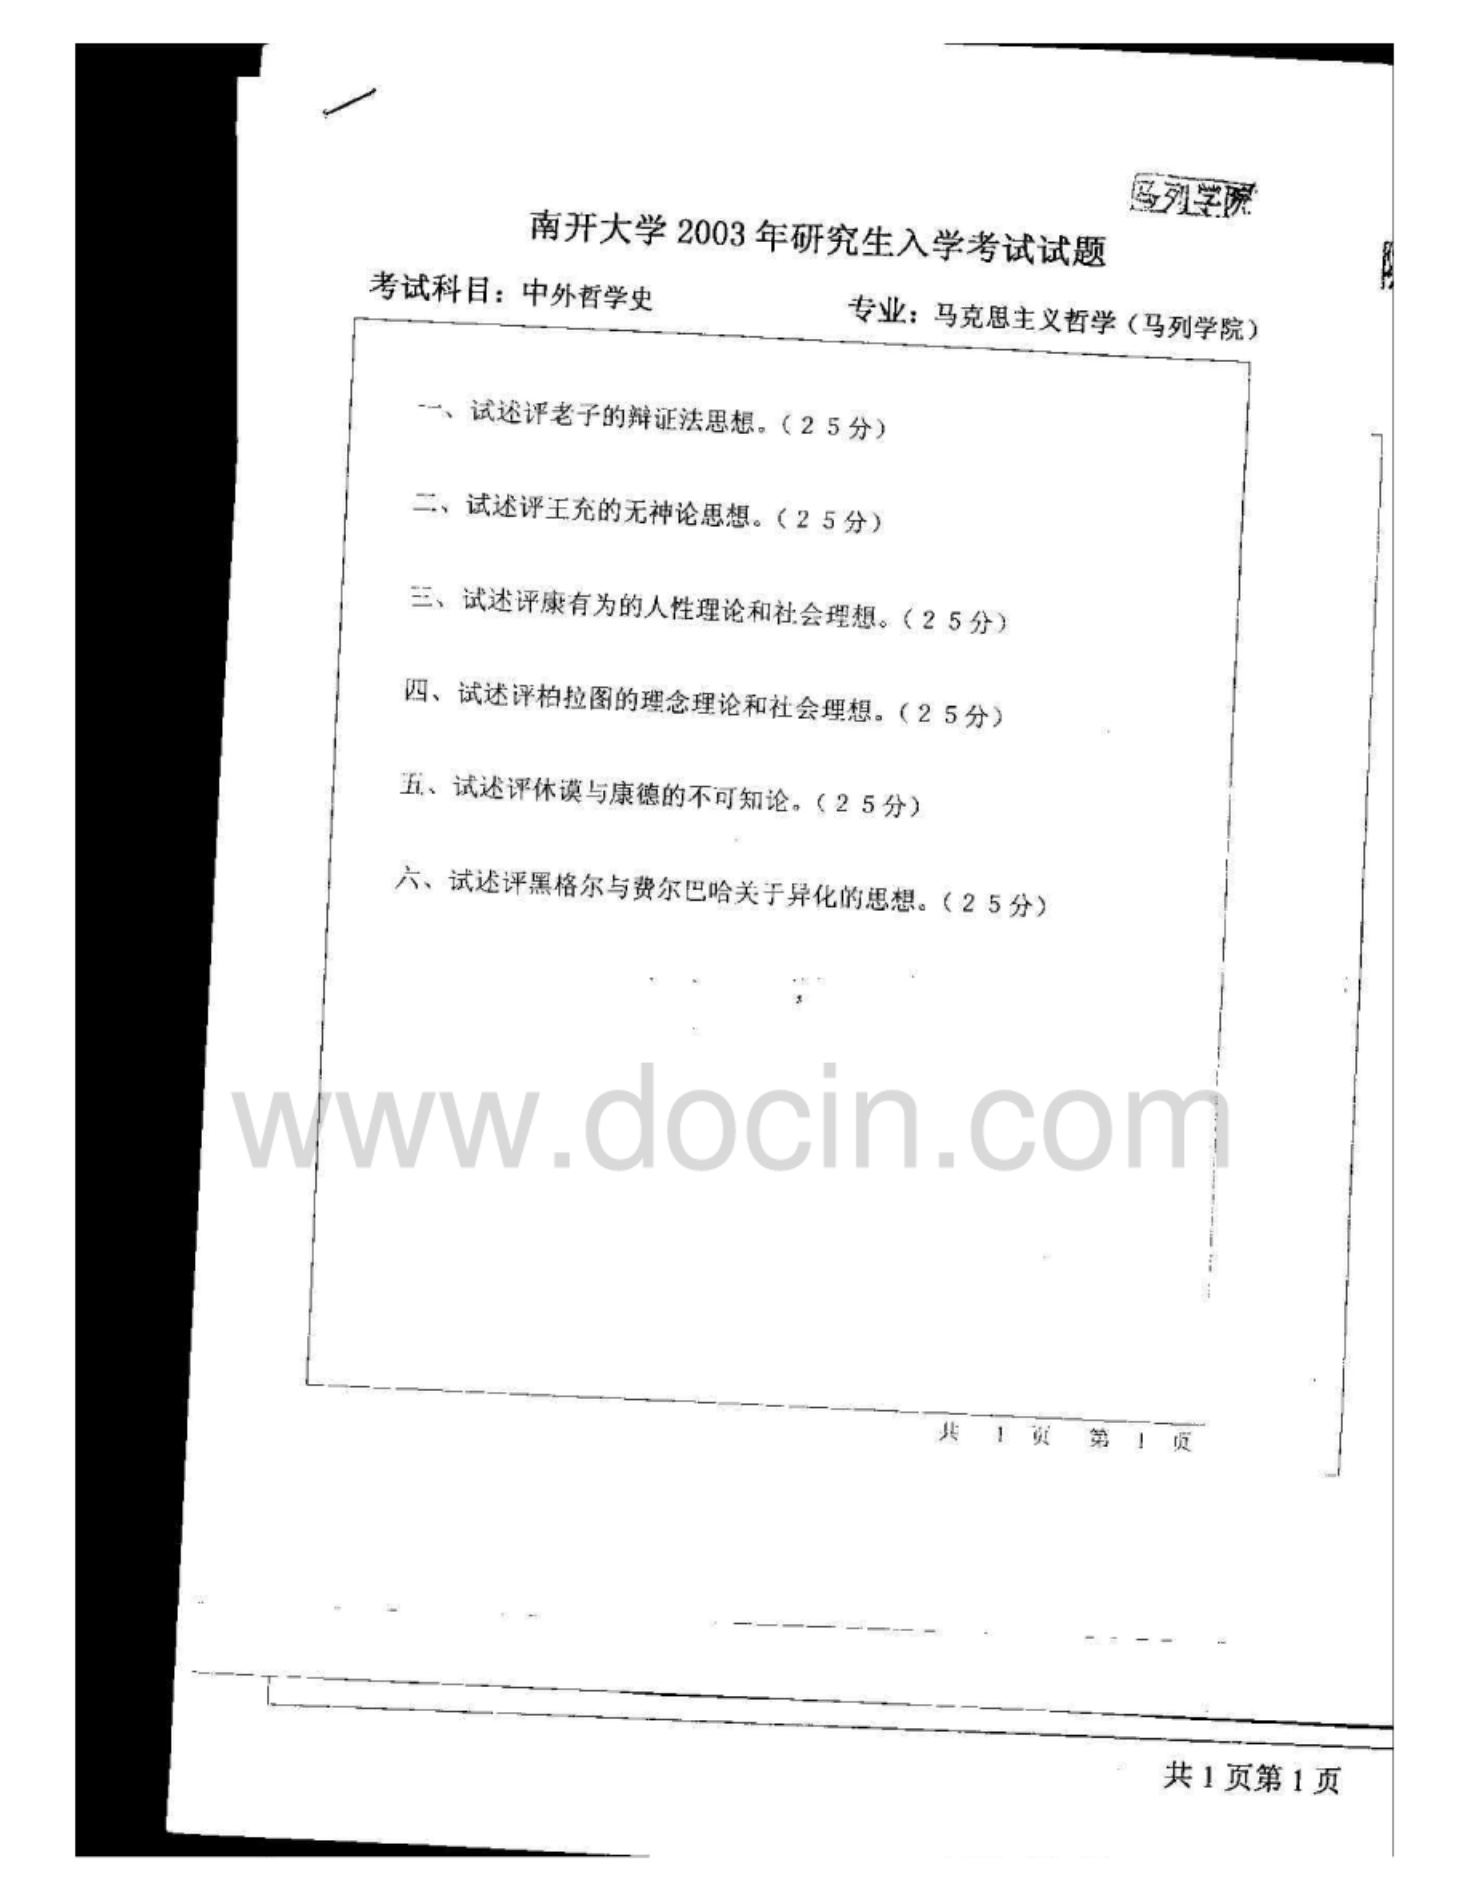 马列学院
南开大学 2003 年研究生入学考试试题
考试科目：中外哲学史 专业：马克思主义哲学（马列学院）
一、试述评老子的辩证法思想。（25分）
二、试述评王充的无神论思想。（25分）
三、试述评康有为的人性理论和社会理想。（25分）
四、试述评柏拉图的理念理论和社会理想。（25分）
五、试述评休谟与康德的不可知论。（25分）
六、试述评黑格尔与费尔巴哈关于异化的思想。（25分）
www.docin.com
共 1 页 第 1 页
共 1 页第 1 页